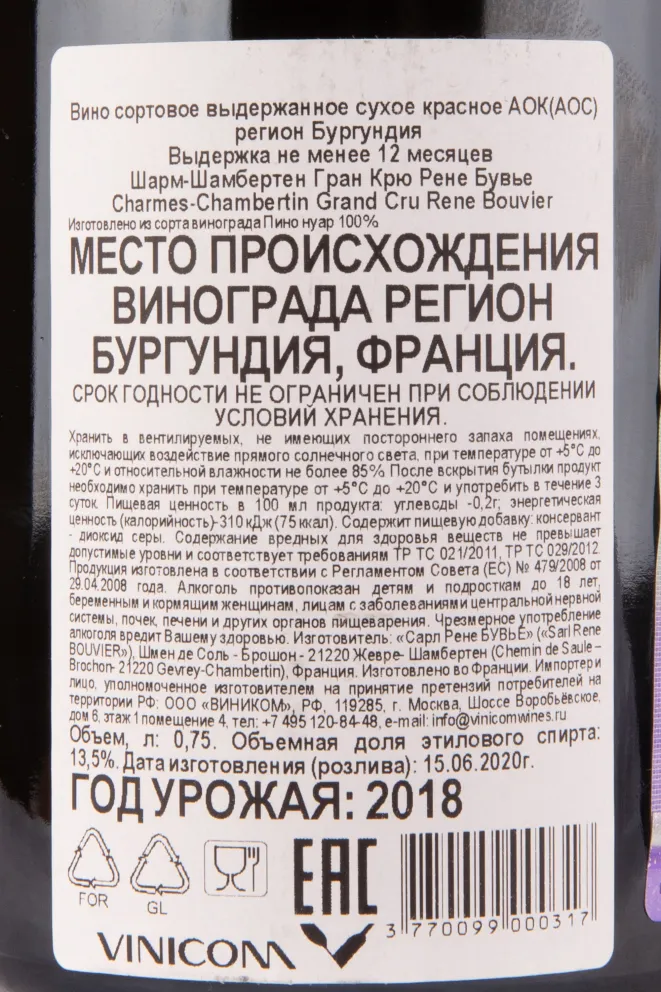 Вино сортовое выдержанное сухое красное АОК(АОС)
регион Бургундия
Выдержка не менее 12 месяцев
Шарм-Шамбертен Гран Крю Рене Бувье
Charmes-Chambertin Grand Cru Rene Bouvier
Изготовлено из сорта винограда Пино нуар 100%
МЕСТО ПРОИСХОЖДЕНИЯ
ВИНОГРАДА РЕГИОН
БУРГУНДИЯ, ФРАНЦИЯ.
СРОК ГОДНОСТИ НЕ ОГРАНИЧЕН ПРИ СОБЛЮДЕНИИ
УСЛОВИЙ ХРАНЕНИЯ.
Хранить в вентилируемых, не имеющих постороннего запаха помещениях,
исключающих воздействие прямого солнечного света, при температуре от +5°С до
+20°С и относительной влажности не более 85%. После вскрытия бутылки продукт
необходимо хранить при температуре от +5°С до +20°С и употребить в течение 3
суток. Пищевая ценность в 100 мл продукта: углеводы -0,2г; энергетическая
ценность (калорийность)-310 кДж (75 ккал). Содержит пищевую добавку: консервант
- диоксид серы. Содержание вредных для здоровья веществ не превышает
допустимые уровни и соответствует требованиям ТР ТС 021/2011, ТР ТС 029/2012.
Продукция изготовлена в соответствии с Регламентом Совета (ЕС) № 479/2008 от
29.04.2008 года. Алкоголь противопоказан детям и подросткам до 18 лет,
беременным и кормящим женщинам, лицам с заболеваниями центральной нервной
системы, почек, печени и других органов пищеварения. Чрезмерное употребление
алкоголя вредит Вашему здоровью. Изготовитель: «Сарл Рене БУВЬЕ» («Sarl Rene
BOUVIER»), Шмен де Соль - Брошон - 21220 Жевре- Шамбертен (Chemin de Saule –
Brochon- 21220 Gevrey-Chambertin), Франция. Изготовлено во Франции. Импортер и
лицо, уполномоченное изготовителем на принятие претензий потребителей на
территории РФ: ООО «ВИНИКОМ», РФ, 119285, г. Москва, Шоссе Воробьёвское,
дом 6, этаж 1 помещение 4, тел: +7 495 120-84-48, e-mail: info@vinicomwines.ru
Объем, л: 0,75. Объемная доля этилового спирта:
13,5%. Дата изготовления (розлива): 15.06.2020г.
ГОД УРОЖАЯ: 2018
FOR GL EAC
3 770099 000317
VINICOM